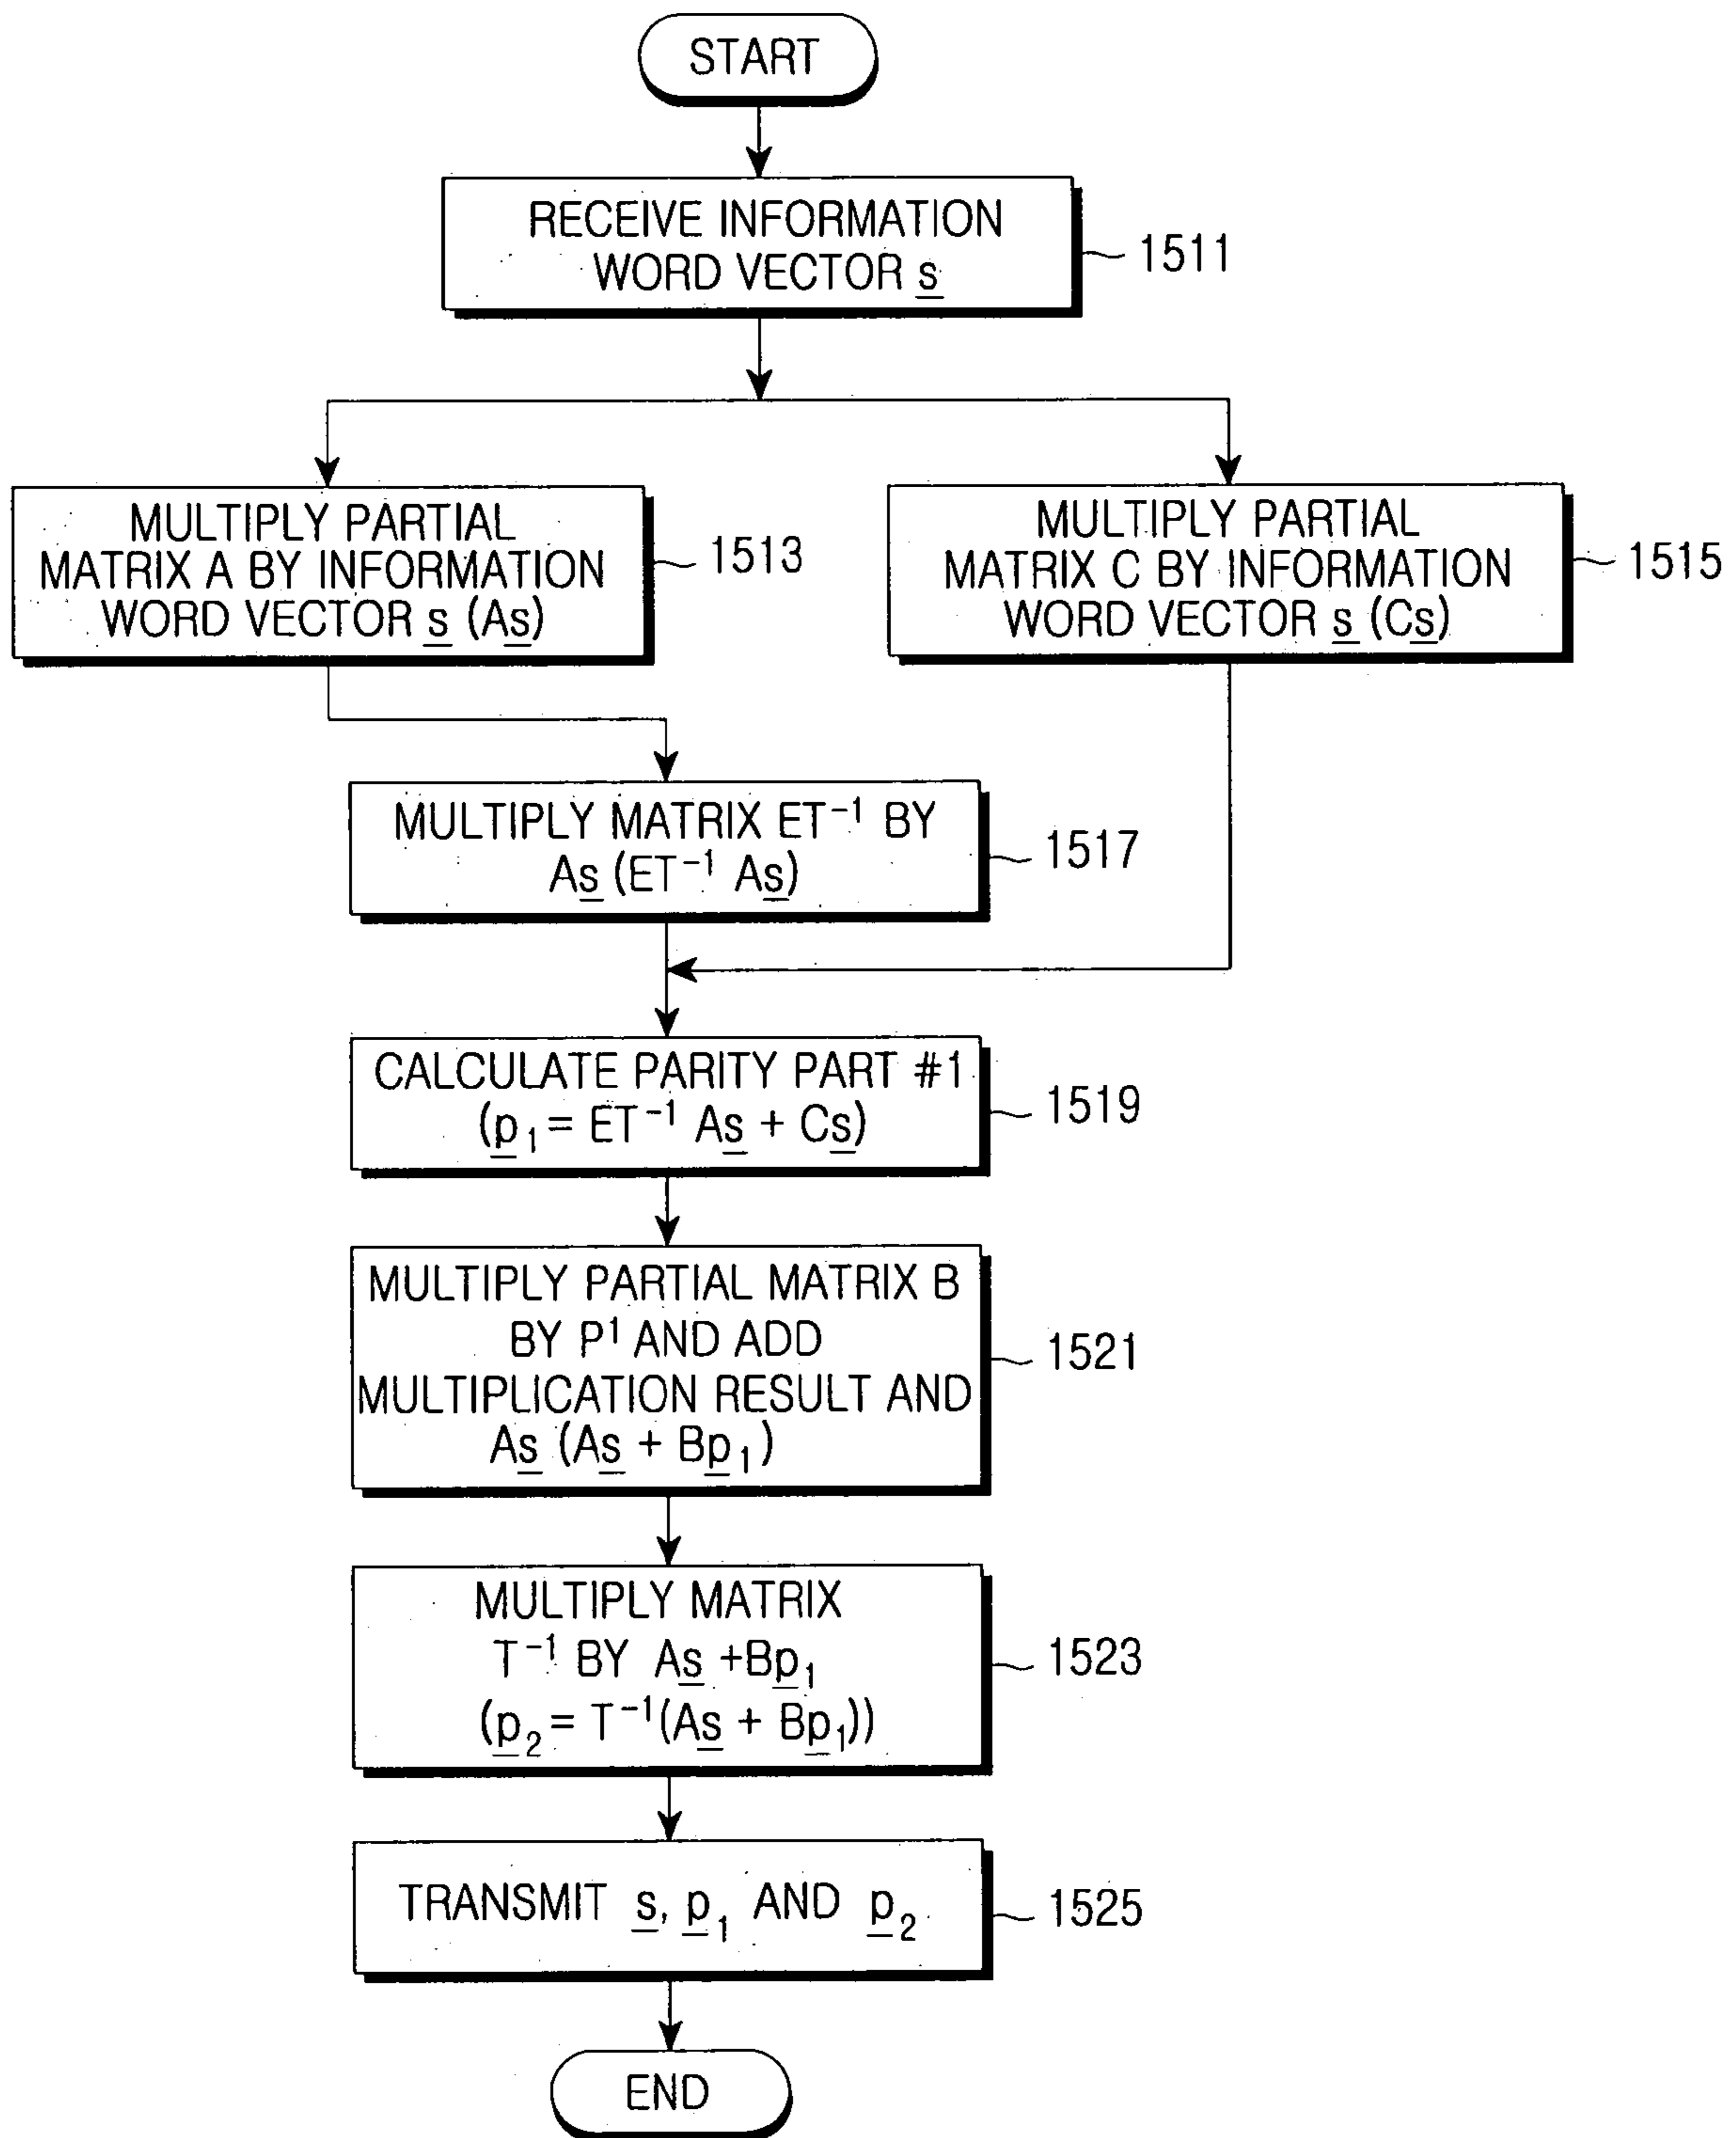 START
RECEIVE INFORMATION
WORD VECTOR s
1511
MULTIPLY PARTIAL
MATRIX A BY INFORMATION
WORD VECTOR s (As)
1513
MULTIPLY PARTIAL
MATRIX C BY INFORMATION
WORD VECTOR s (Cs)
1515
MULTIPLY MATRIX ET⁻¹ BY
As (ET⁻¹ As)
1517
CALCULATE PARITY PART #1
(p₁ = ET⁻¹ As + Cs)
1519
MULTIPLY PARTIAL MATRIX B
BY P¹ AND ADD
MULTIPLICATION RESULT AND
As (As + Bp₁)
1521
MULTIPLY MATRIX
T⁻¹ BY As +Bp₁
(p₂ = T⁻¹(As + Bp₁))
1523
TRANSMIT s, p₁ AND p₂
1525
END